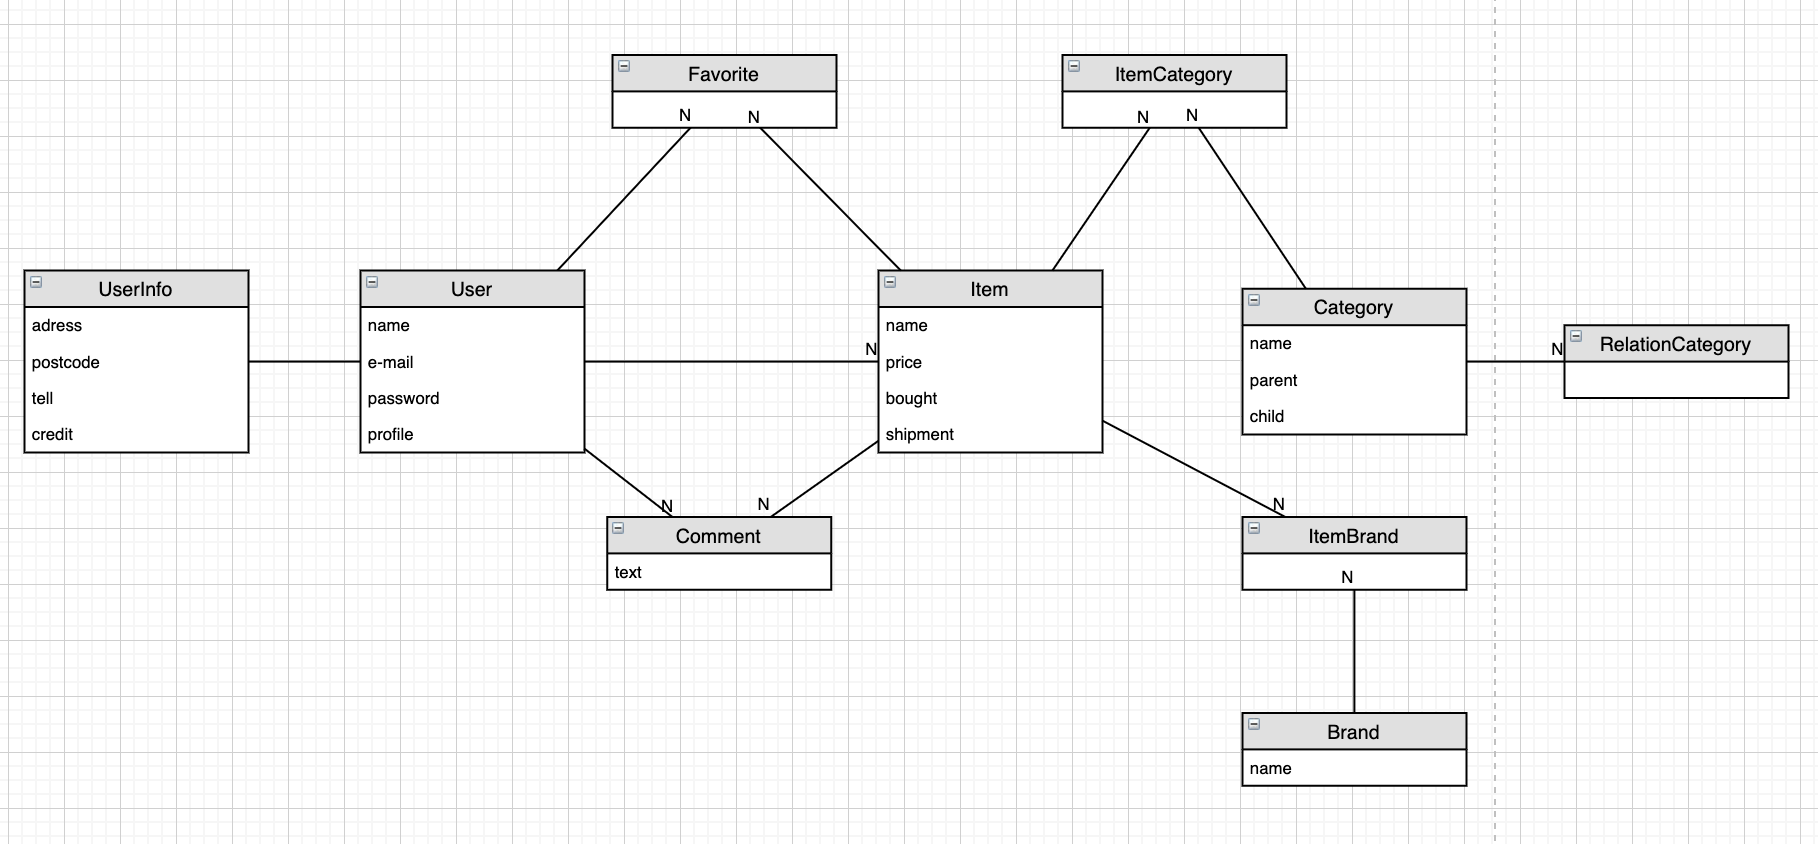 Favorite
N
N
ItemCategory
N
N
UserInfo
adress
postcode
tell
credit
User
name
e-mail
password
profile
N
Item
name
price
bought
shipment
Category
name
parent
child
N
RelationCategory
N
N
Comment
text
N
ItemBrand
N
Brand
name